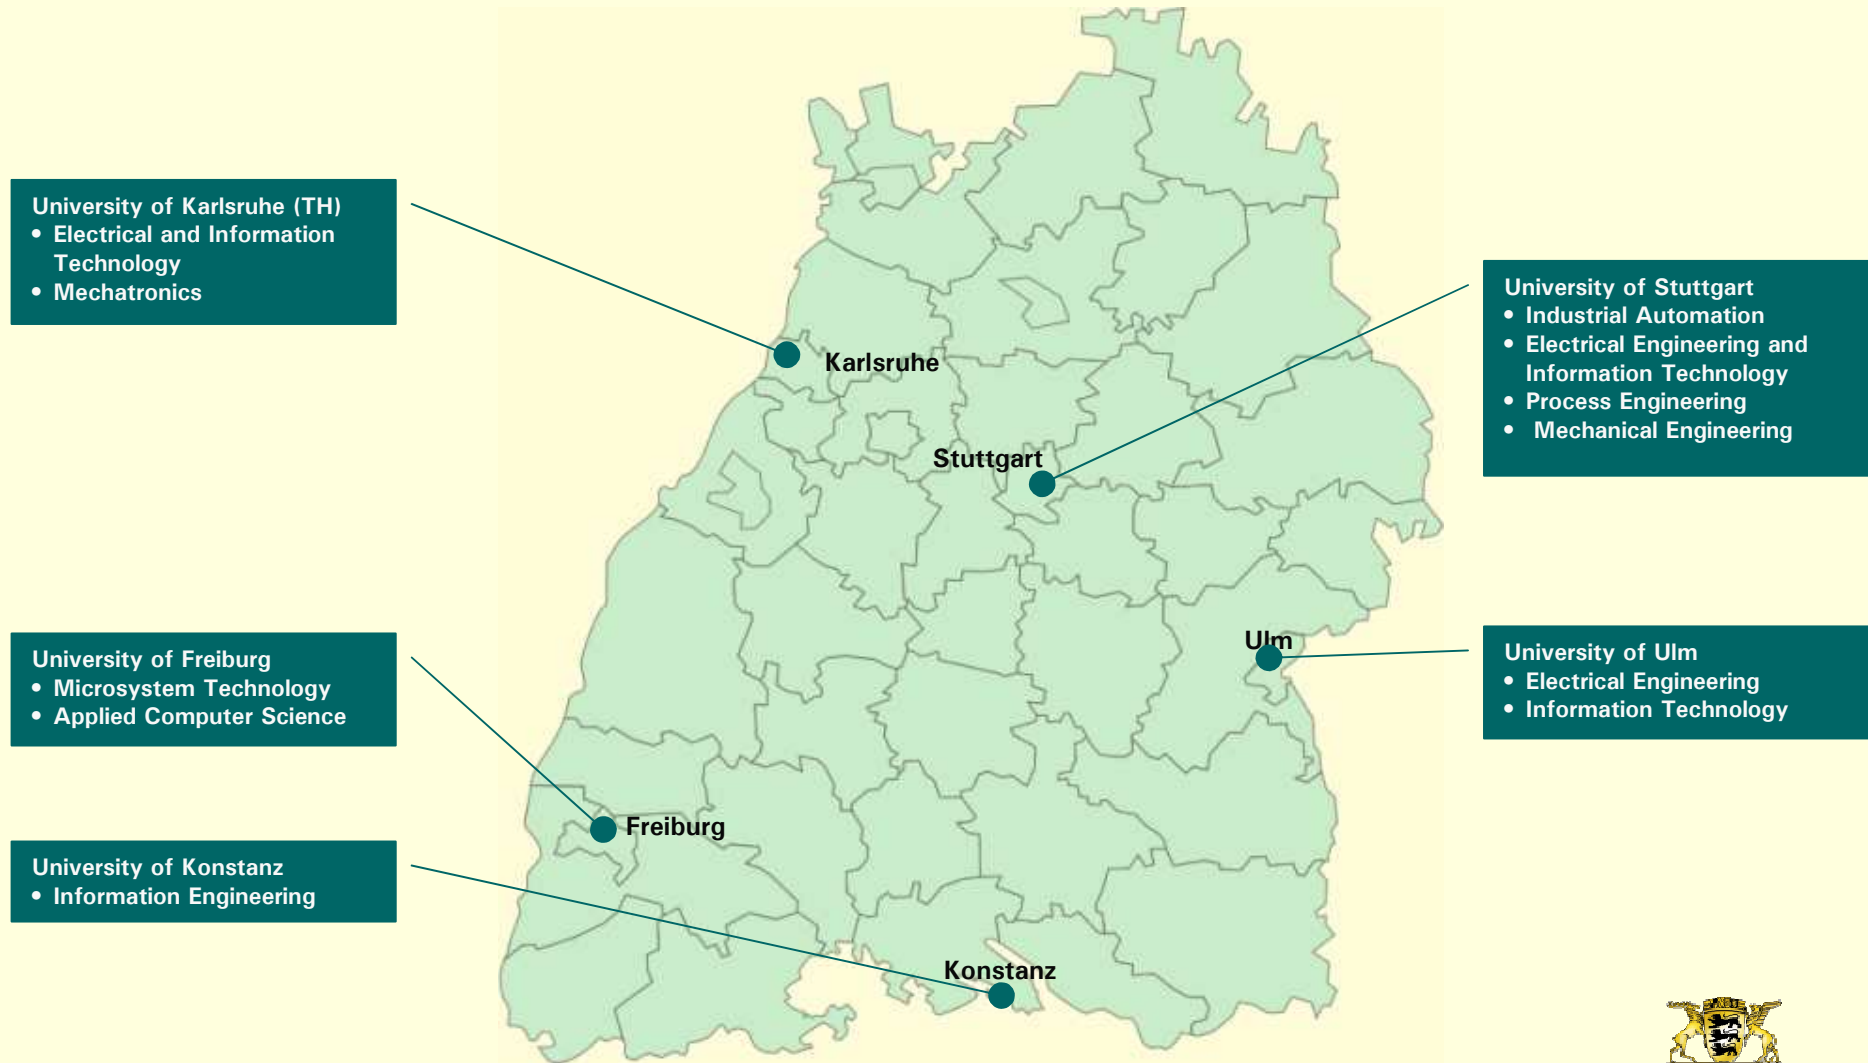 University of Karlsruhe (TH)
• Electrical and Information
Technology
• Mechatronics
University of Stuttgart
• Industrial Automation
• Electrical Engineering and
Information Technology
• Process Engineering
• Mechanical Engineering
Karlsruhe
Stuttgart
University of Freiburg
• Microsystem Technology
• Applied Computer Science
Ulm
University of Ulm
• Electrical Engineering
• Information Technology
Freiburg
University of Konstanz
• Information Engineering
Konstanz